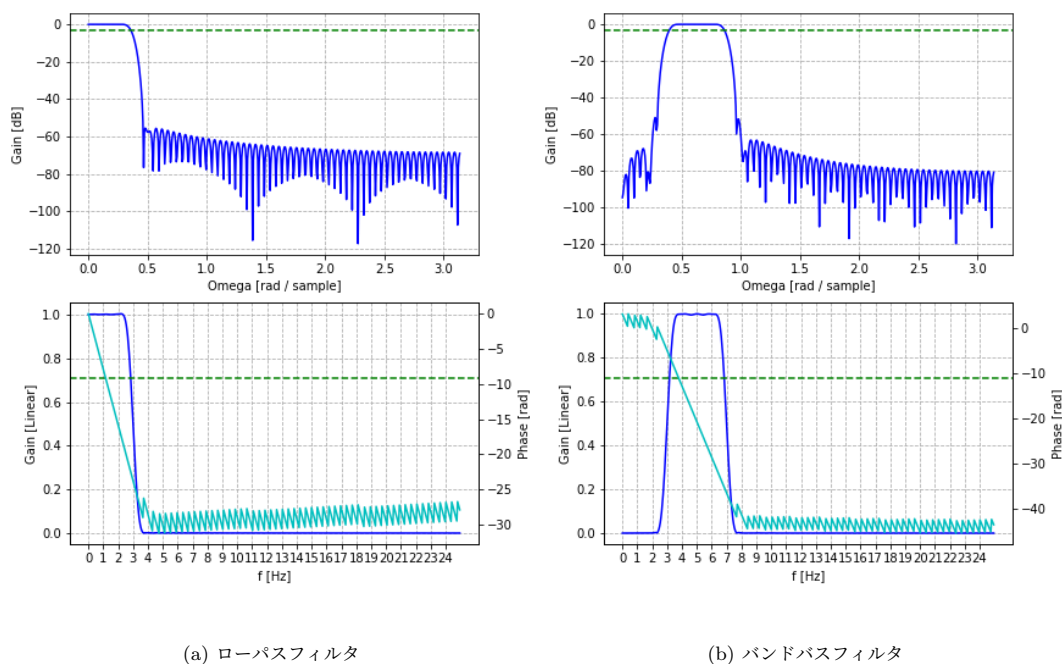 0
−20
−40
−60
−80
−100
−120
Gain [dB]
0.0 0.5 1.0 1.5 2.0 2.5 3.0
Omega [rad / sample]
0
−20
−40
−60
−80
−100
−120
Gain [dB]
0.0 0.5 1.0 1.5 2.0 2.5 3.0
Omega [rad / sample]
1.0
0.8
0.6
0.4
0.2
0.0
Gain [Linear]
0
−5
−10
−15
−20
−25
−30
Phase [rad]
0 1 2 3 4 5 6 7 8 9 10 11 12 13 14 15 16 17 18 19 20 21 22 23 24
f [Hz]
1.0
0.8
0.6
0.4
0.2
0.0
Gain [Linear]
0
−10
−20
−30
−40
Phase [rad]
0 1 2 3 4 5 6 7 8 9 10 11 12 13 14 15 16 17 18 19 20 21 22 23 24
f [Hz]
(a) ローパスフィルタ
(b) バンドバスフィルタ